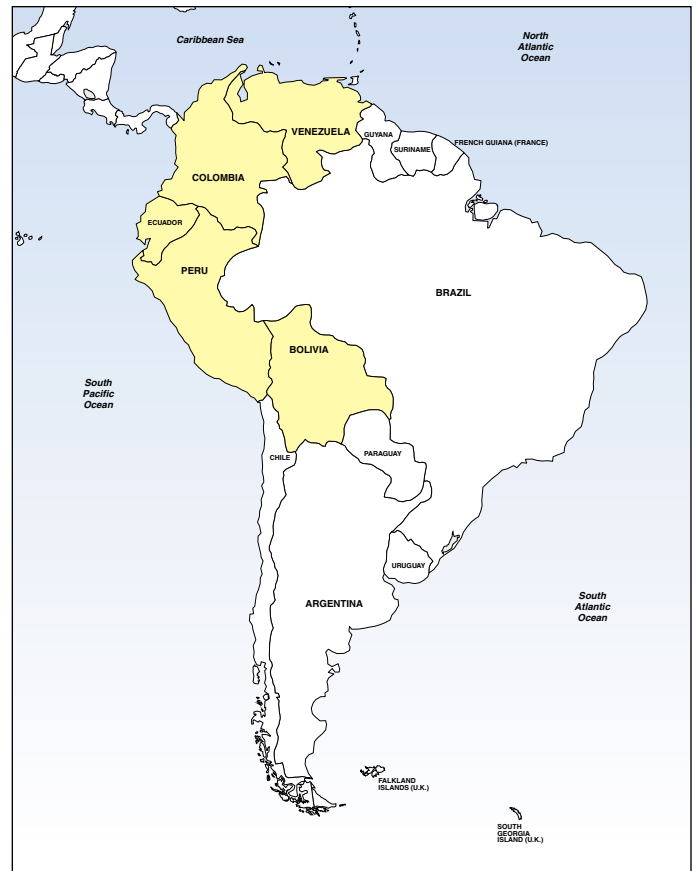 Caribbean Sea
North
Atlantic
Ocean
VENEZUELA
GUYANA
SURINAME
FRENCH GUIANA (FRANCE)
COLOMBIA
ECUADOR
PERU
BRAZIL
BOLIVIA
South
Pacific
Ocean
CHILE
PARAGUAY
URUGUAY
ARGENTINA
South
Atlantic
Ocean
FALKLAND
ISLANDS (U.K.)
SOUTH
GEORGIA
ISLAND (U.K.)